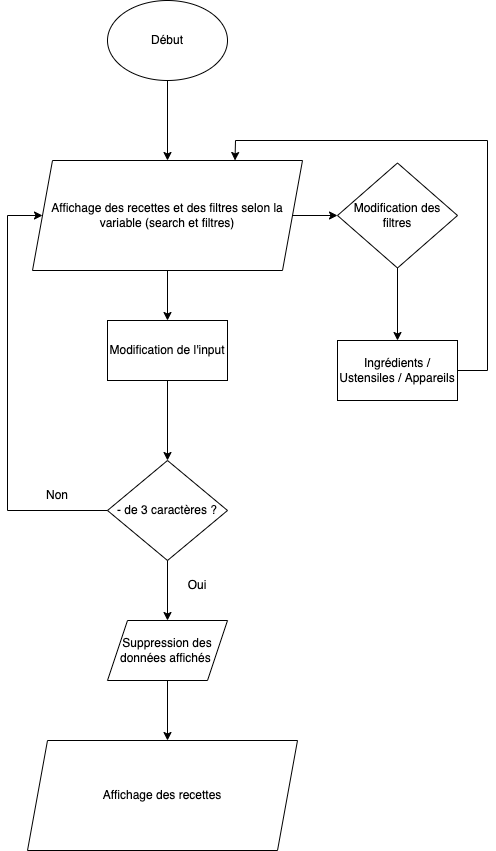 Début
Affichage des recettes et des filtres selon la
variable (search et filtres)
Modification des
filtres
Modification de l'input
Ingrédients /
Ustensiles / Appareils
- de 3 caractères ?
Non
Oui
Suppression des
données affichés
Affichage des recettes